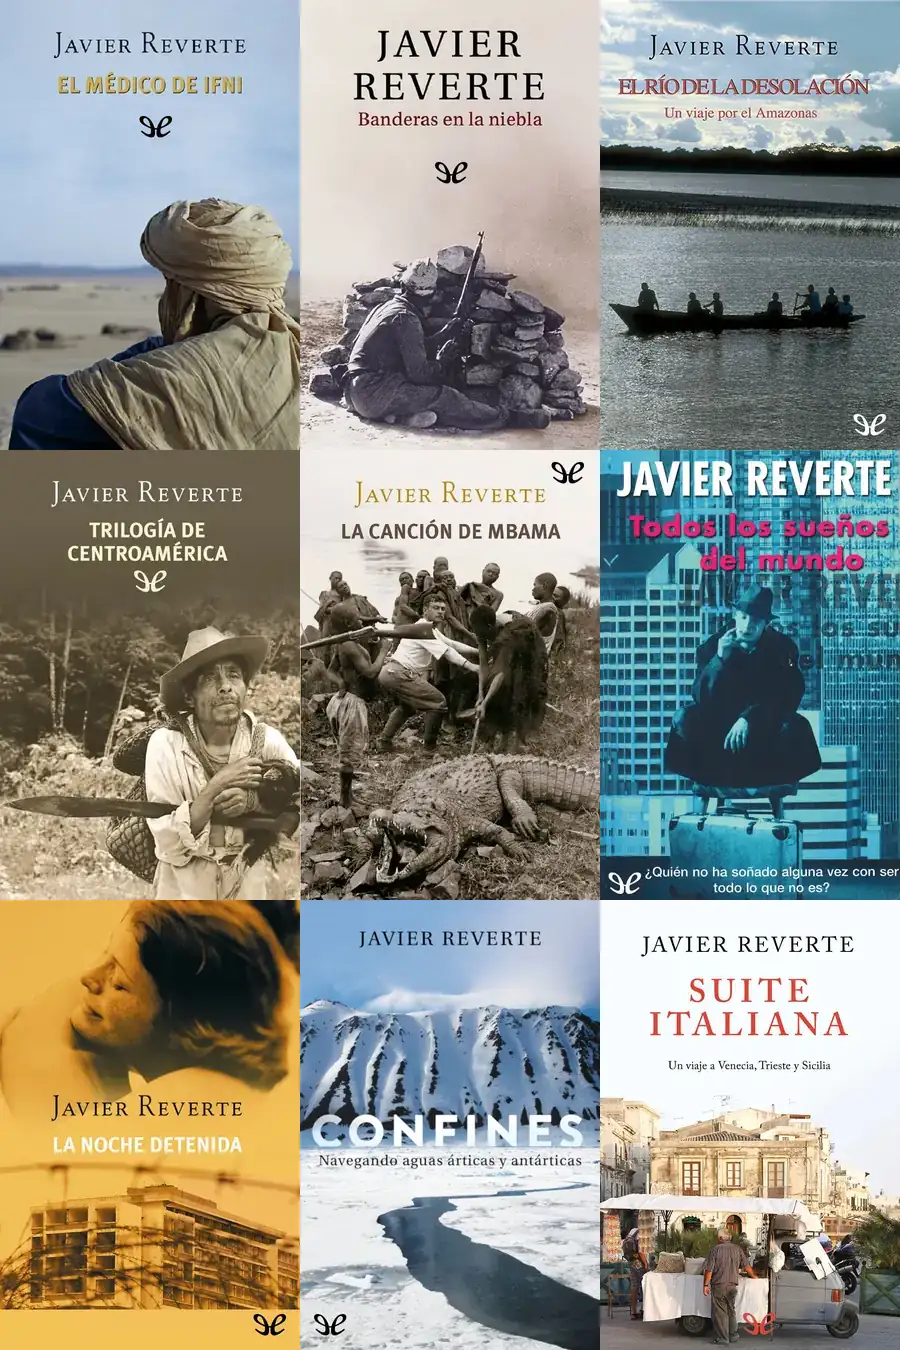 JAVIER REVERTE
EL MÉDICO DE IFNI
JAVIER
REVERTE
Banderas en la niebla
JAVIER REVERTE
EL RÍO DE LA DESOLACIÓN
Un viaje por el Amazonas
JAVIER REVERTE
TRILOGÍA DE
CENTROAMÉRICA
JAVIER REVERTE
LA CANCIÓN DE MBAMA
JAVIER REVERTE
Todos los sueños
del mundo
¿Quién no ha soñado alguna vez con ser
todo lo que no es?
JAVIER REVERTE
LA NOCHE DETENIDA
JAVIER REVERTE
CONFINES
Navegando aguas árticas y antárticas
JAVIER REVERTE
SUITE
ITALIANA
Un viaje a Venecia, Trieste y Sicilia